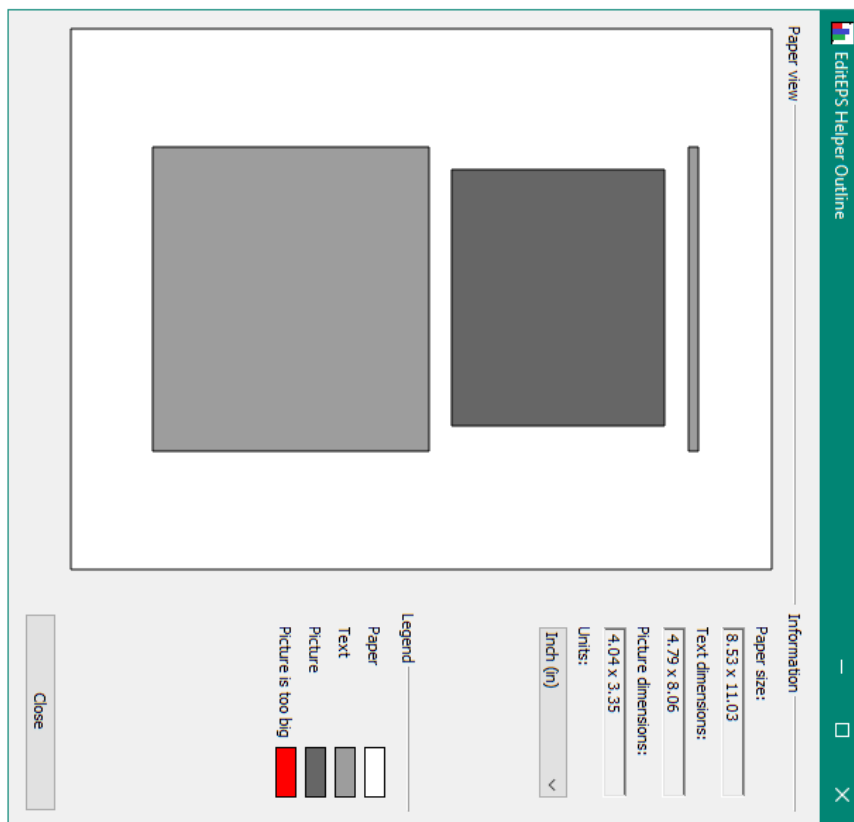 EditEPS Helper Outline
Paper view
Information
Paper size:
8.53 x 11.03
Text dimensions:
4.79 x 8.06
Picture dimensions:
4.04 x 3.35
Units:
Inch (in)
Legend
Paper
Text
Picture
Picture is too big
Close